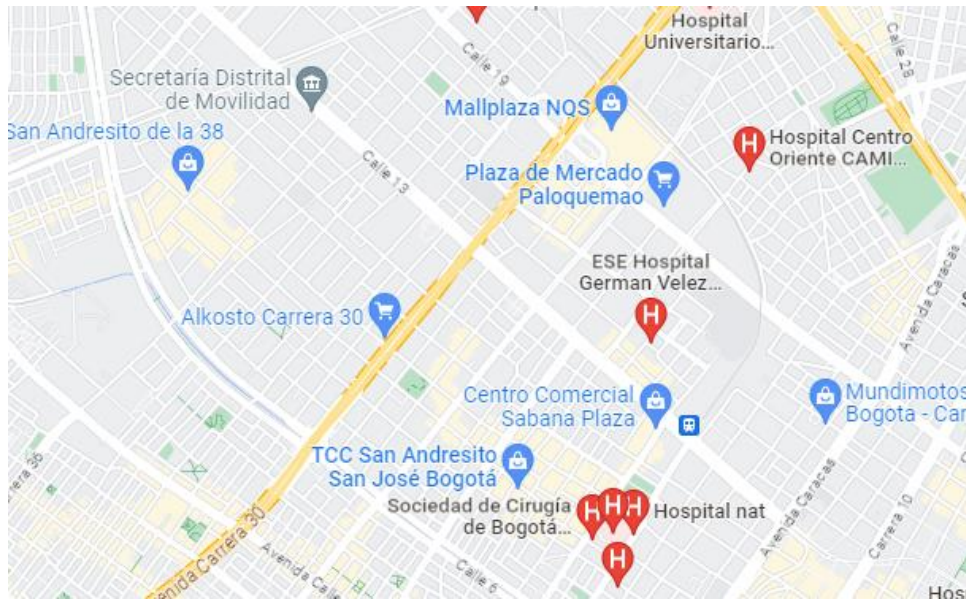 Hospital
Universitario...
Calle 28
Calle 19
Secretaría Distrital
de Movilidad
Mallplaza NQS
San Andresito de la 38
Hospital Centro
Oriente CAMI...
Calle 13
Plaza de Mercado
Paloquemao
ESE Hospital
German Velez...
Avenida Caracas
Alkosto Carrera 30
Centro Comercial
Sabana Plaza
Mundimotos
Bogota - Car
TCC San Andresito
San José Bogotá
Sociedad de Cirugía
de Bogotá...
Hospital nat
Avenida Caracas
Carrera 10
Avenida Carrera 30
Avenida Calle
Calle 6
Hos
H
H
H
H
H
H